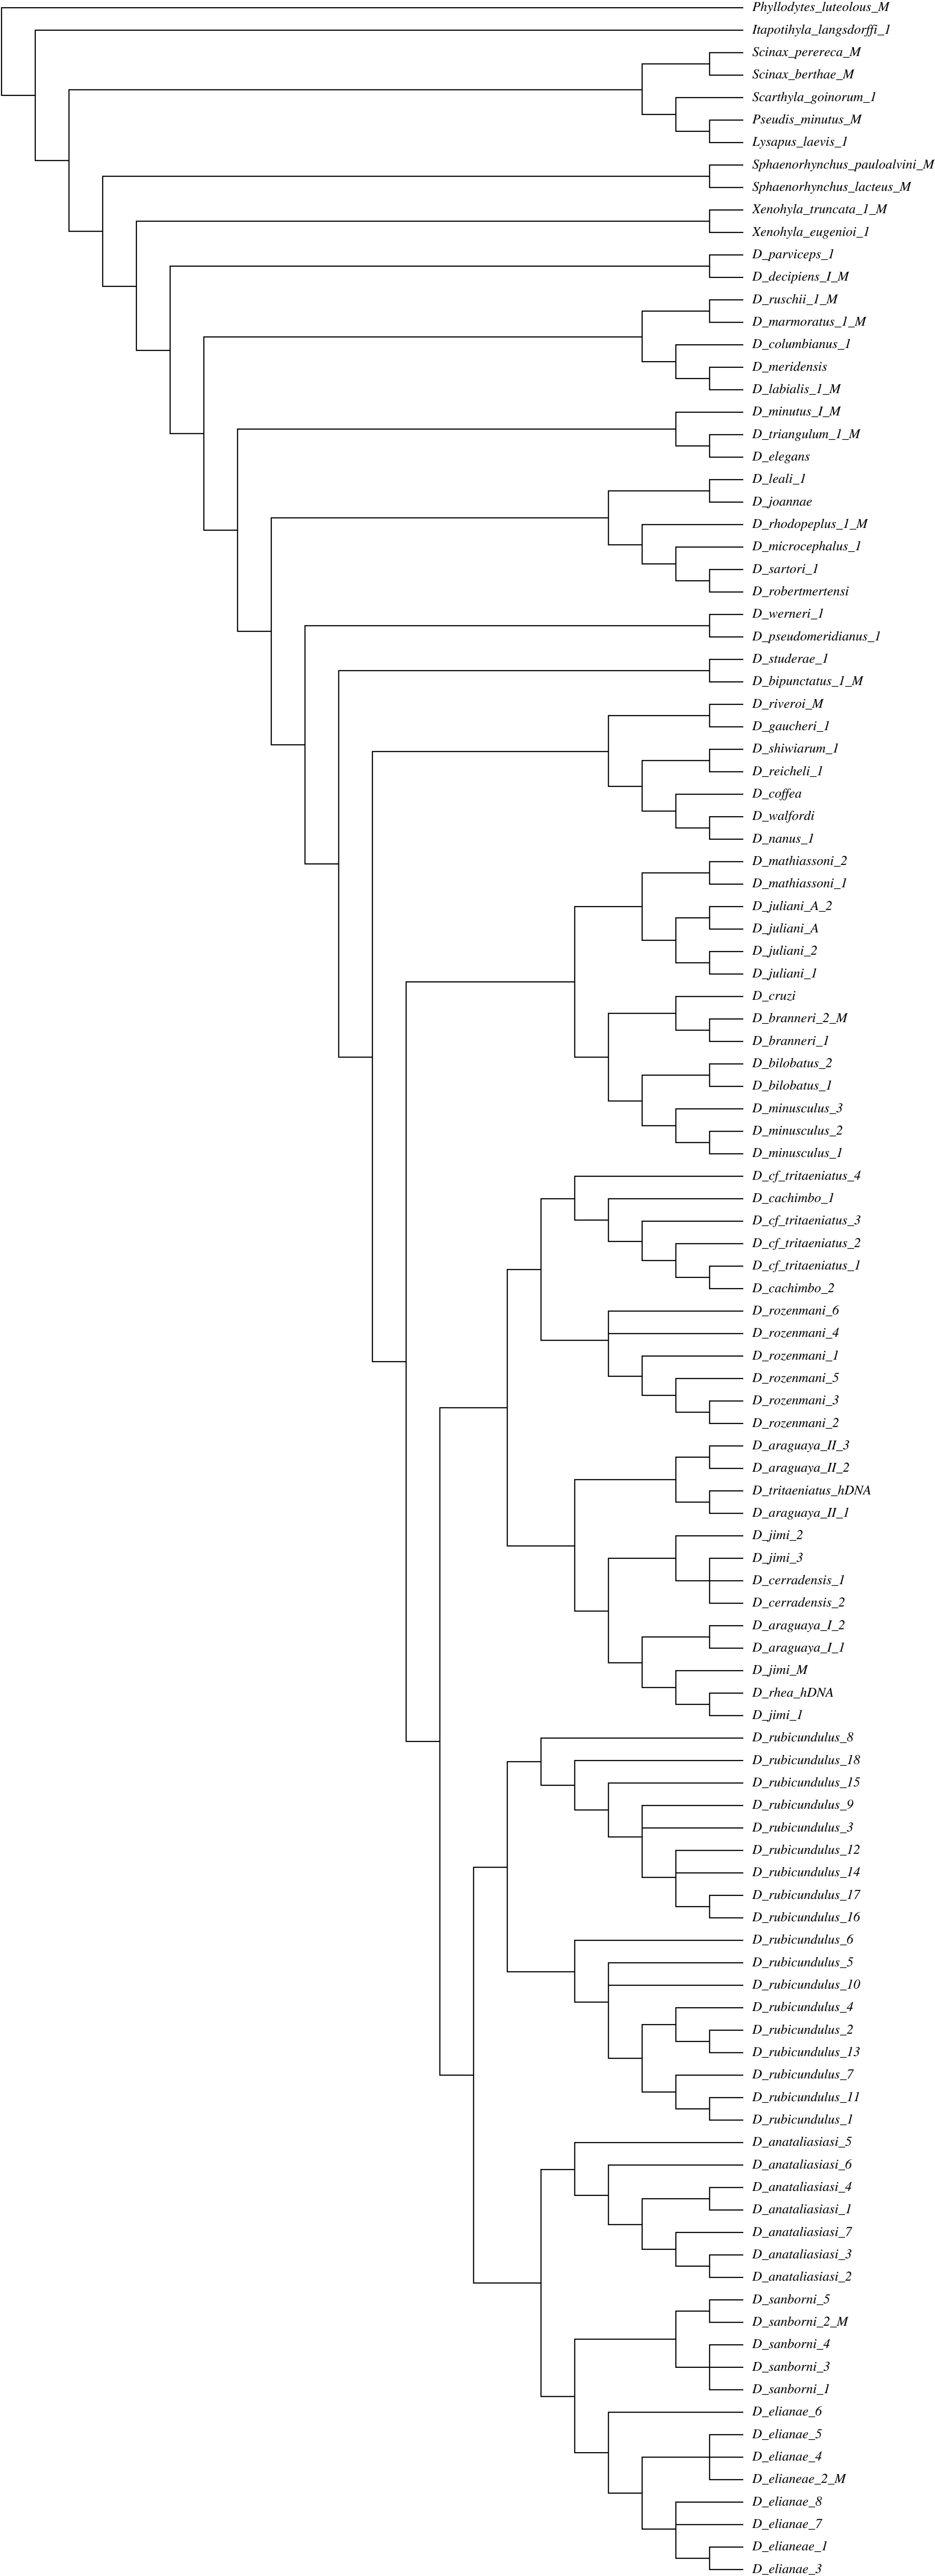 Phyllodytes_luteolous_M
Itapotihyla_langsdorffi_1
Scinax_perereca_M
Scinax_berthae_M
Scarthyla_goinorum_1
Pseudis_minutus_M
Lysapus_laevis_1
Sphaenorhynchus_pauloalvini_M
Sphaenorhynchus_lacteus_M
Xenohyla_truncata_1_M
Xenohyla_eugenioi_1
D_parviceps_1
D_decipiens_I_M
D_ruschii_1_M
D_marmoratus_1_M
D_columbianus_1
D_meridensis
D_labialis_1_M
D_minutus_I_M
D_triangulum_1_M
D_elegans
D_leali_1
D_joannae
D_rhodopeplus_1_M
D_microcephalus_1
D_sartori_1
D_robertmertensi
D_werneri_1
D_pseudomeridianus_1
D_studerae_1
D_bipunctatus_1_M
D_riveroi_M
D_gaucheri_1
D_shiwiarum_1
D_reicheli_1
D_coffea
D_walfordi
D_nanus_1
D_mathiassoni_2
D_mathiassoni_1
D_juliani_A_2
D_juliani_A
D_juliani_2
D_juliani_1
D_cruzi
D_branneri_2_M
D_branneri_1
D_bilobatus_2
D_bilobatus_1
D_minusculus_3
D_minusculus_2
D_minusculus_1
D_cf_tritaeniatus_4
D_cachimbo_1
D_cf_tritaeniatus_3
D_cf_tritaeniatus_2
D_cf_tritaeniatus_1
D_cachimbo_2
D_rozenmani_6
D_rozenmani_4
D_rozenmani_1
D_rozenmani_5
D_rozenmani_3
D_rozenmani_2
D_araguaya_II_3
D_araguaya_II_2
D_tritaeniatus_hDNA
D_araguaya_II_1
D_jimi_2
D_jimi_3
D_cerradensis_1
D_cerradensis_2
D_araguaya_I_2
D_araguaya_I_1
D_jimi_M
D_rhea_hDNA
D_jimi_1
D_rubicundulus_8
D_rubicundulus_18
D_rubicundulus_15
D_rubicundulus_9
D_rubicundulus_3
D_rubicundulus_12
D_rubicundulus_14
D_rubicundulus_17
D_rubicundulus_16
D_rubicundulus_6
D_rubicundulus_5
D_rubicundulus_10
D_rubicundulus_4
D_rubicundulus_2
D_rubicundulus_13
D_rubicundulus_7
D_rubicundulus_11
D_rubicundulus_1
D_anataliasiasi_5
D_anataliasiasi_6
D_anataliasiasi_4
D_anataliasiasi_1
D_anataliasiasi_7
D_anataliasiasi_3
D_anataliasiasi_2
D_sanborni_5
D_sanborni_2_M
D_sanborni_4
D_sanborni_3
D_sanborni_1
D_elianae_6
D_elianae_5
D_elianae_4
D_elianeae_2_M
D_elianae_8
D_elianae_7
D_elianeae_1
D_elianae_3